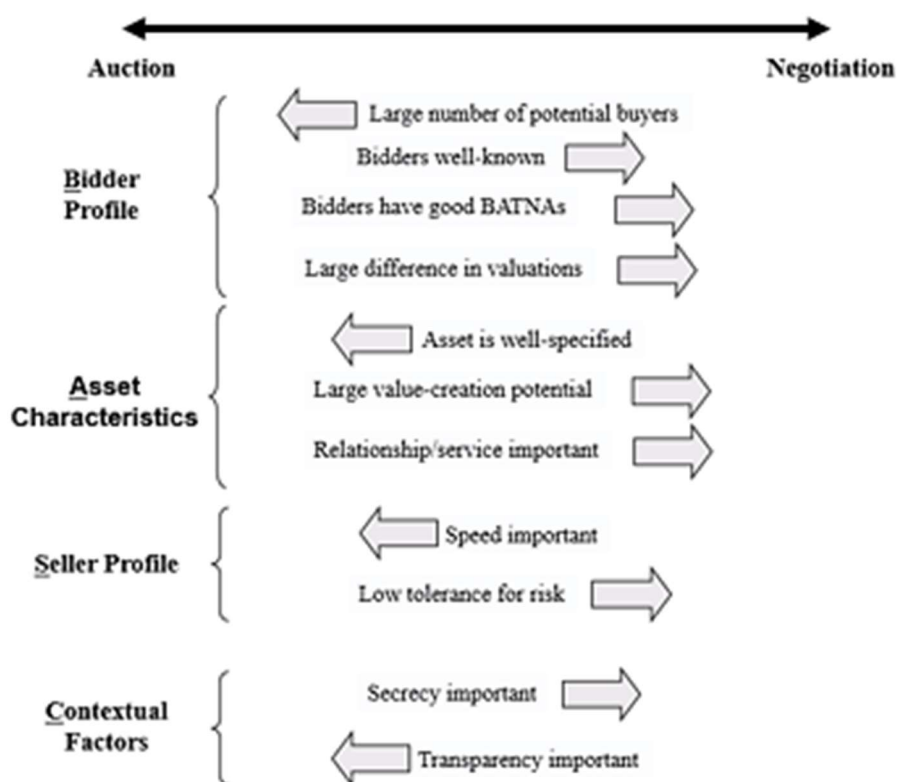 Auction Negotiation
Large number of potential buyers
Bidders well-known
Bidder
Profile
Bidders have good BATNAs
Large difference in valuations
Asset is well-specified
Asset
Characteristics
Large value-creation potential
Relationship/service important
Speed important
Seller Profile
Low tolerance for risk
Secrecy important
Contextual
Factors
Transparency important